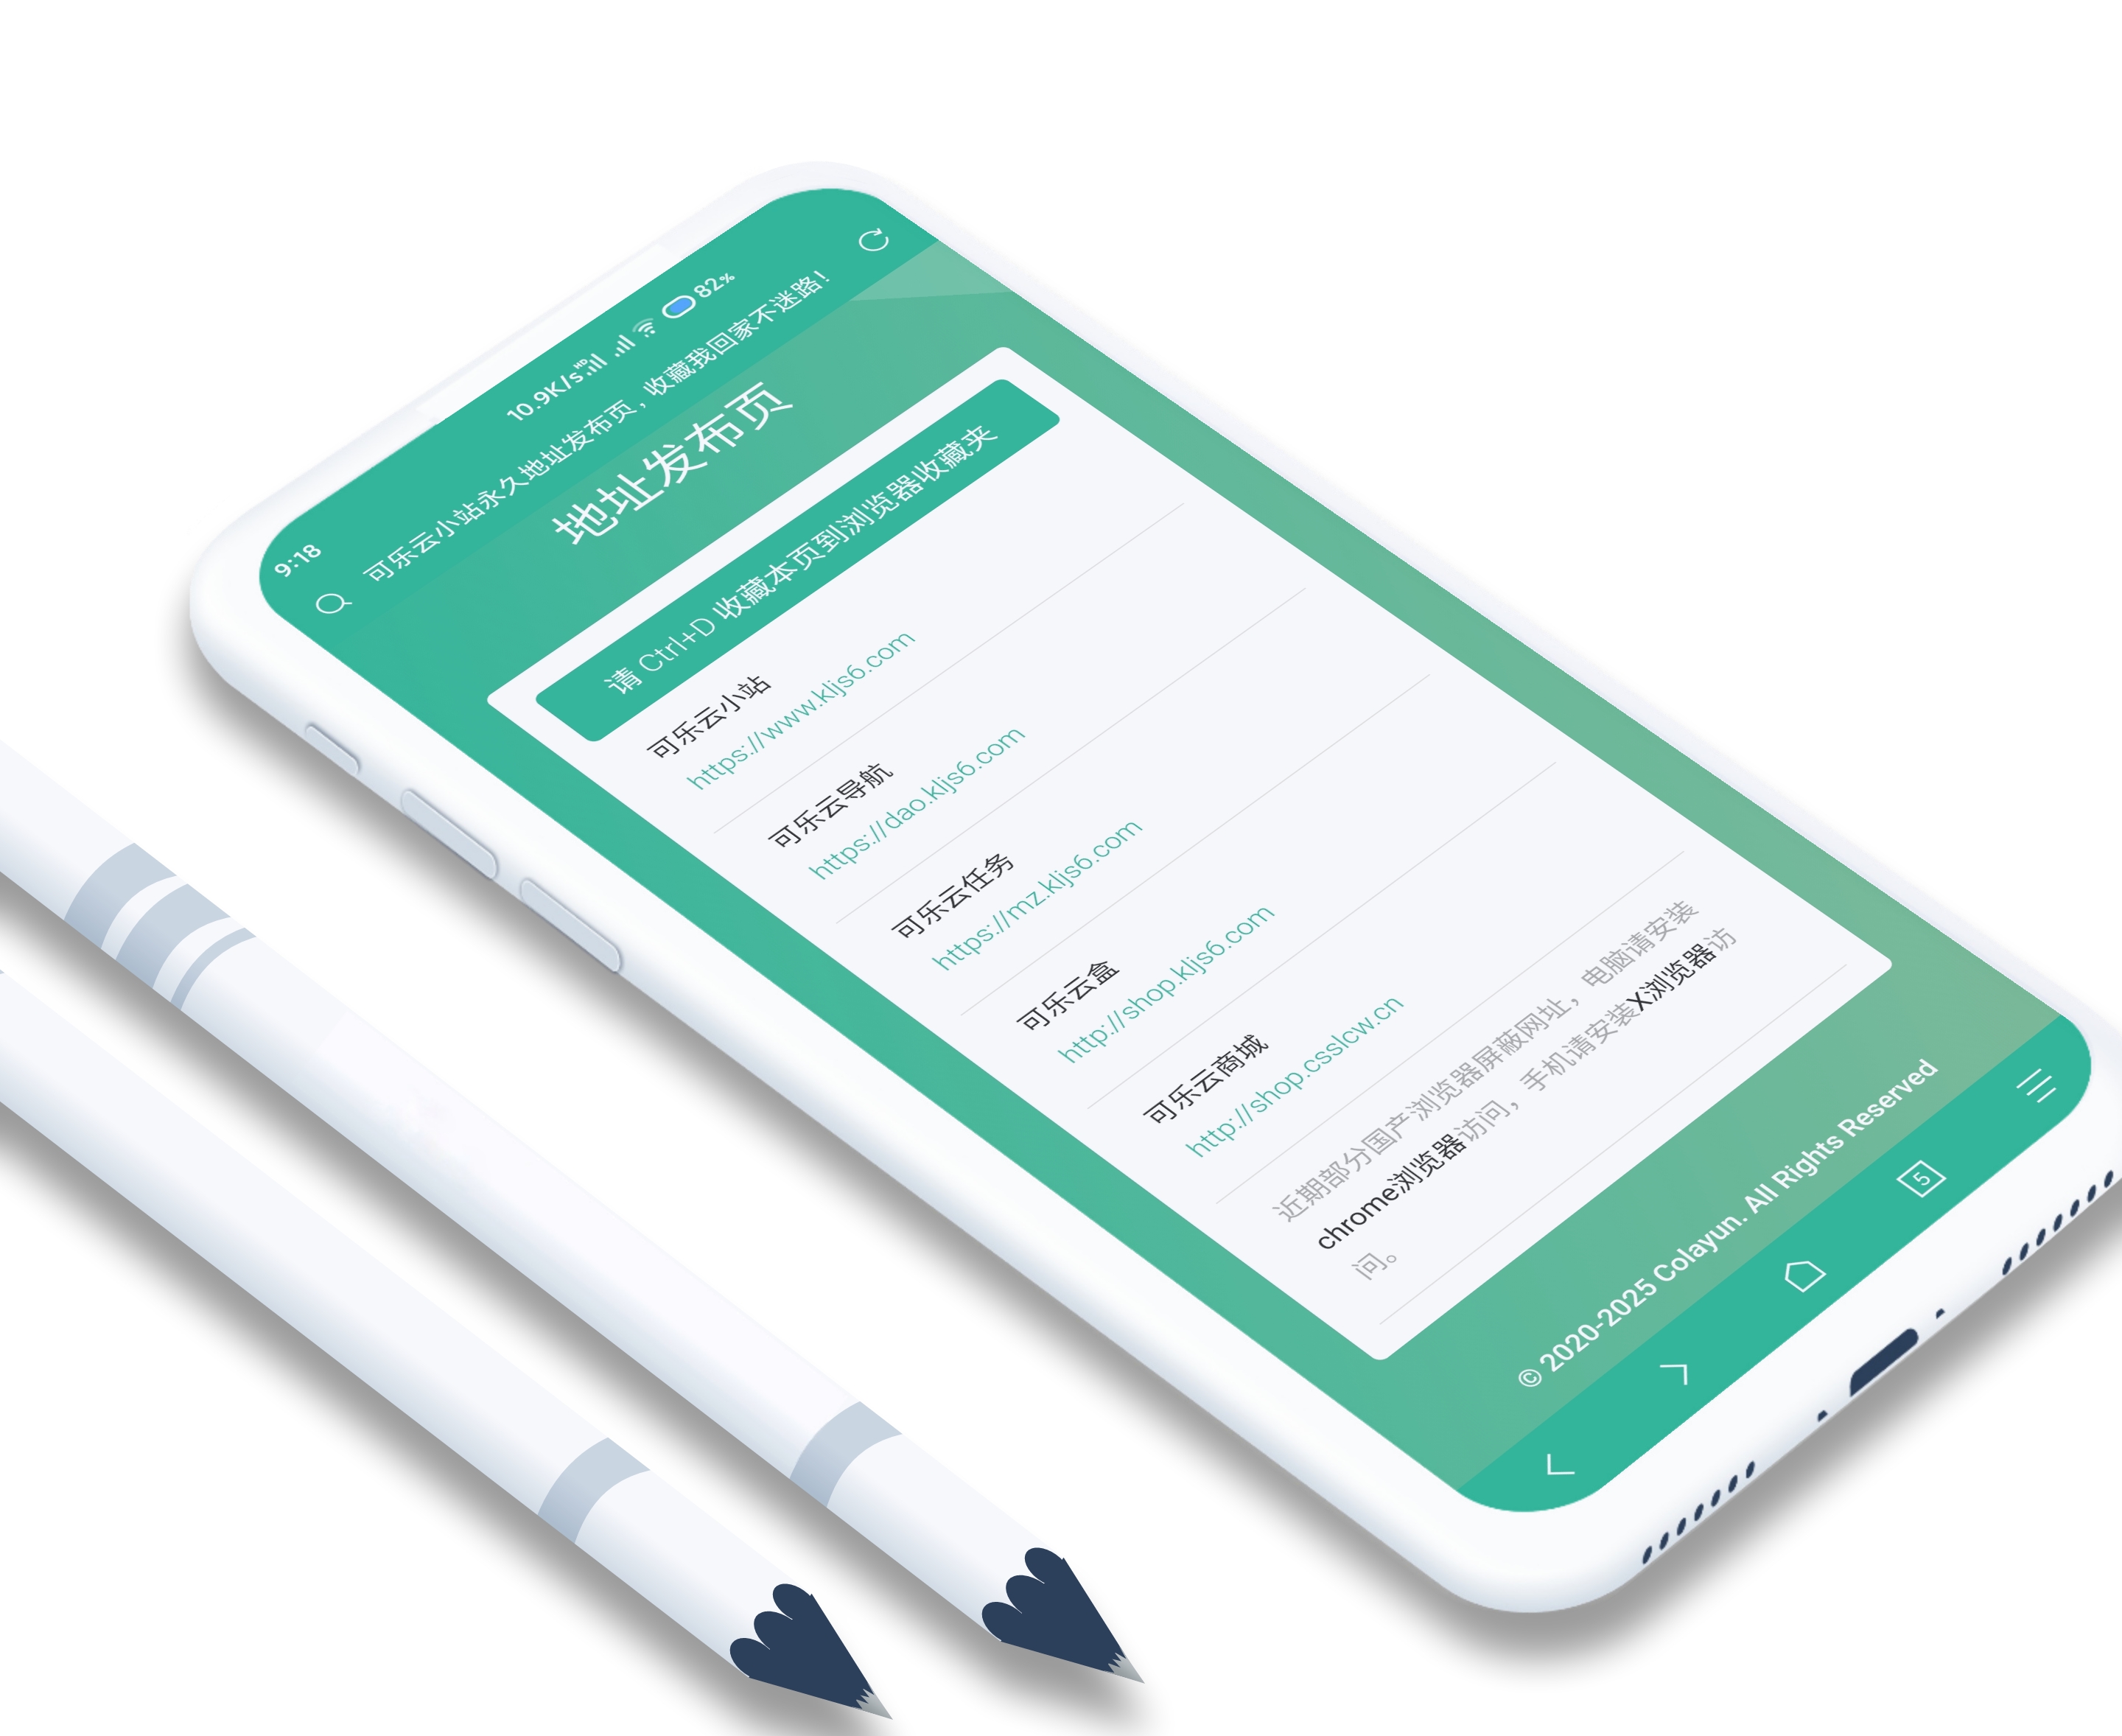 9:18 10.9K/s HD 82%
可乐云小站永久地址发布页，收藏我回家不迷路！
地址发布页
请 Ctrl+D 收藏本页到浏览器收藏夹
可乐云小站
https://www.kljs6.com
可乐云导航
https://dao.kljs6.com
可乐云任务
https://mz.kljs6.com
可乐云盒
http://shop.kljs6.com
可乐云商城
http://shop.csslcw.cn
近期部分国产浏览器屏蔽网址，电脑请安装
chrome浏览器访问，手机请安装X浏览器访
问。
© 2020-2025 Colayun. All Rights Reserved
5